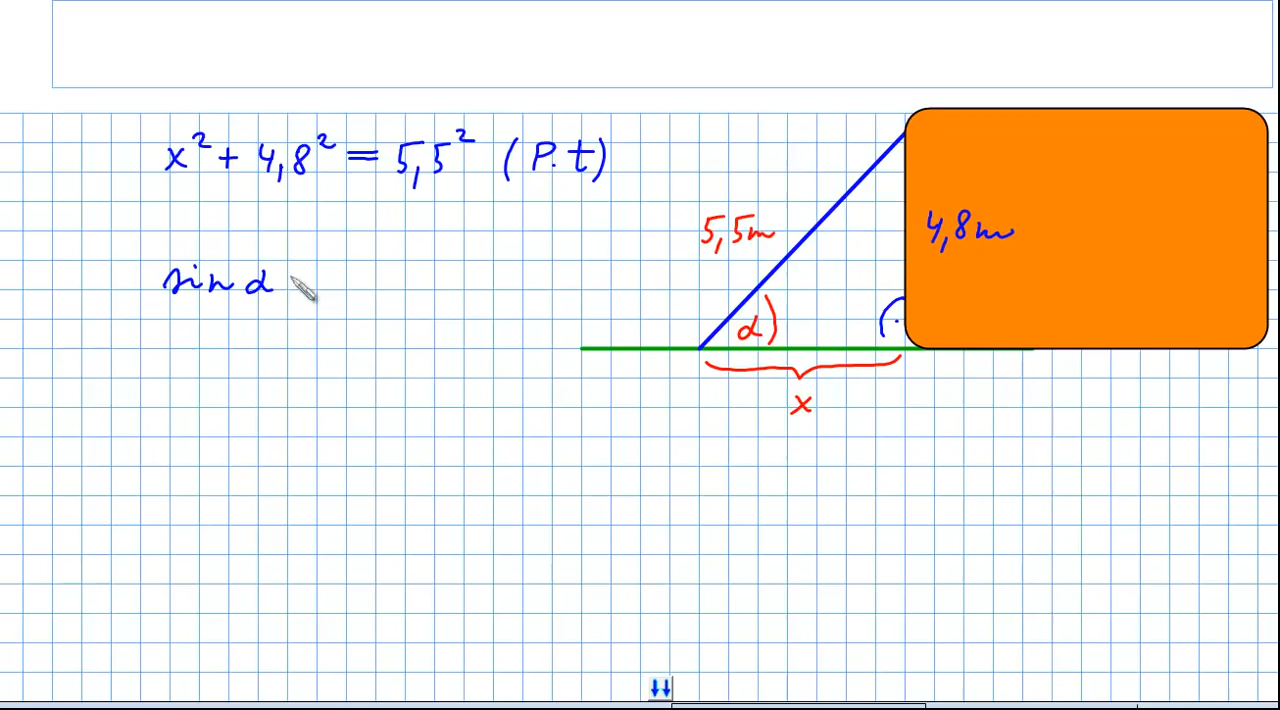 x² + 4,8² = 5,5² (P.t)
5,5m
4,8m
sin α
α
x